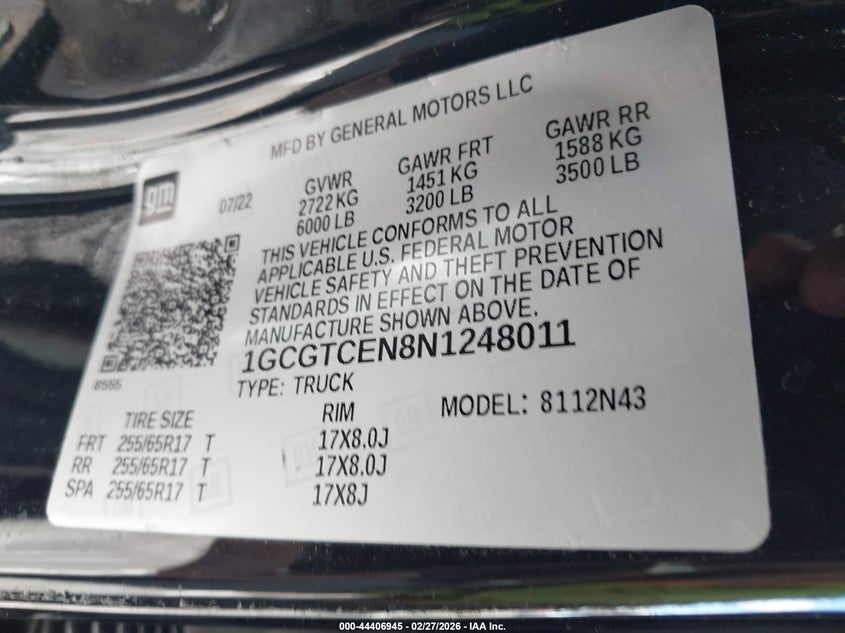 MFD BY GENERAL MOTORS LLC
gm
07/22
GVWR
2722 KG
6000 LB
GAWR FRT
1451 KG
3200 LB
GAWR RR
1588 KG
3500 LB
THIS VEHICLE CONFORMS TO ALL
APPLICABLE U.S. FEDERAL MOTOR
VEHICLE SAFETY AND THEFT PREVENTION
STANDARDS IN EFFECT ON THE DATE OF
MANUFACTURE SHOWN ABOVE.
1GCGTCEN8N1248011
8555
TYPE: TRUCK
MODEL: 8112N43
TIRE SIZE RIM
FRT 255/65R17 T 17X8.0J
RR 255/65R17 T 17X8.0J
SPA 255/65R17 T 17X8J
000-44406945 - 02/27/2026 - IAA Inc.